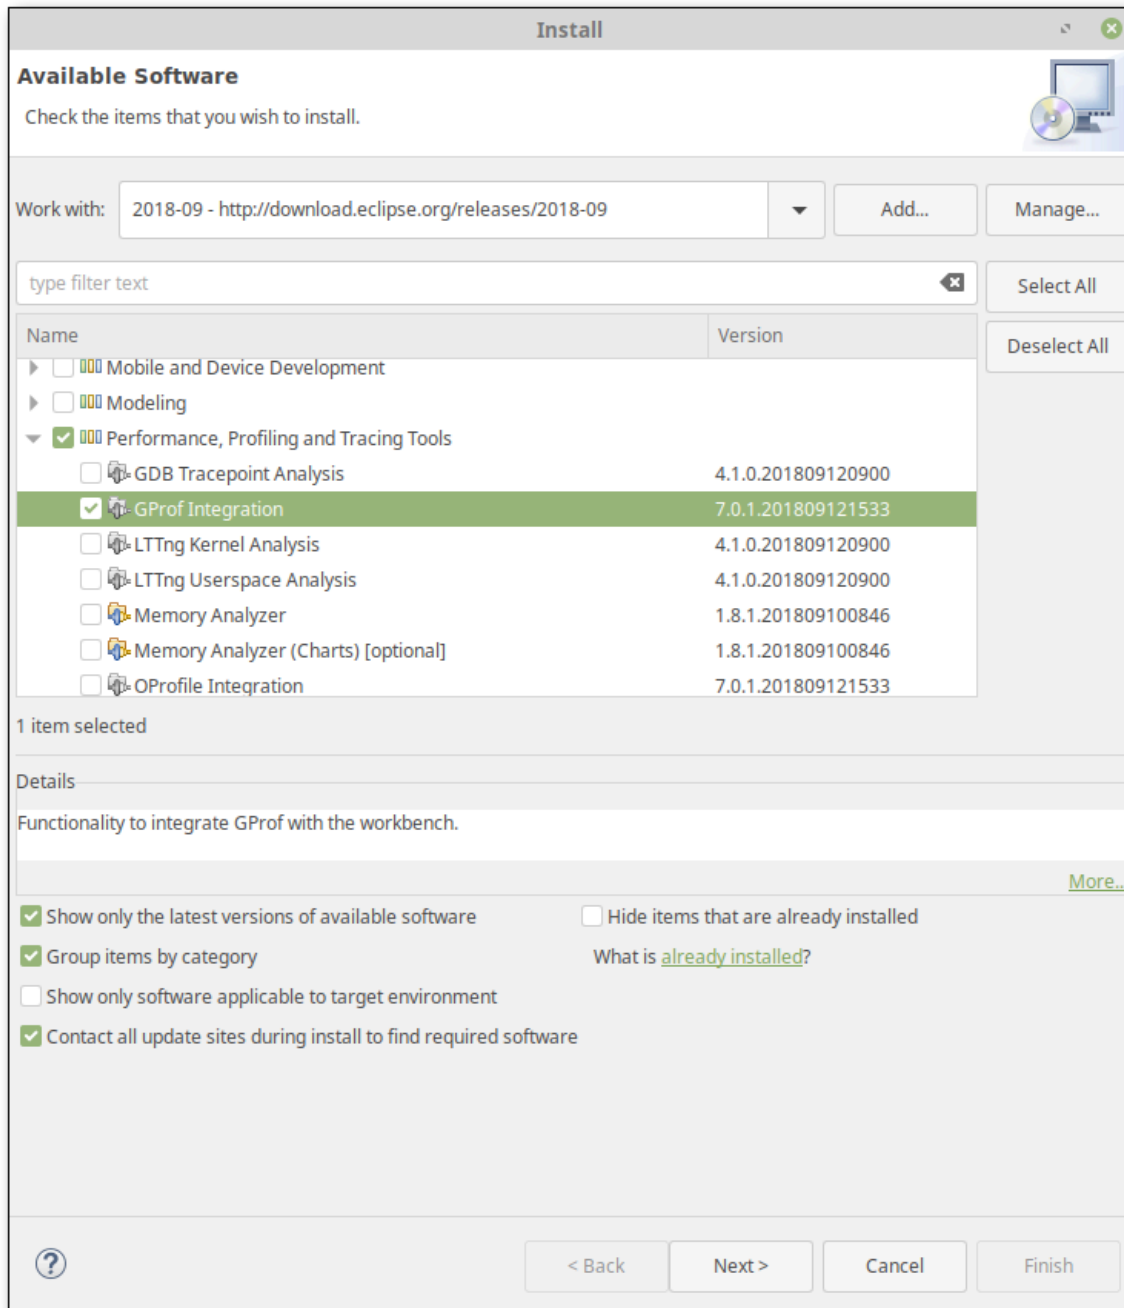 Install
Available Software
Check the items that you wish to install.
Work with: 2018-09 - http://download.eclipse.org/releases/2018-09 Add... Manage...
type filter text Select All
Name Version Deselect All
Mobile and Device Development
Modeling
Performance, Profiling and Tracing Tools
GDB Tracepoint Analysis 4.1.0.201809120900
GProf Integration 7.0.1.201809121533
LTTng Kernel Analysis 4.1.0.201809120900
LTTng Userspace Analysis 4.1.0.201809120900
Memory Analyzer 1.8.1.201809100846
Memory Analyzer (Charts) [optional] 1.8.1.201809100846
OProfile Integration 7.0.1.201809121533
1 item selected
Details
Functionality to integrate GProf with the workbench.
More..
Show only the latest versions of available software Hide items that are already installed
Group items by category What is already installed?
Show only software applicable to target environment
Contact all update sites during install to find required software
? < Back Next > Cancel Finish